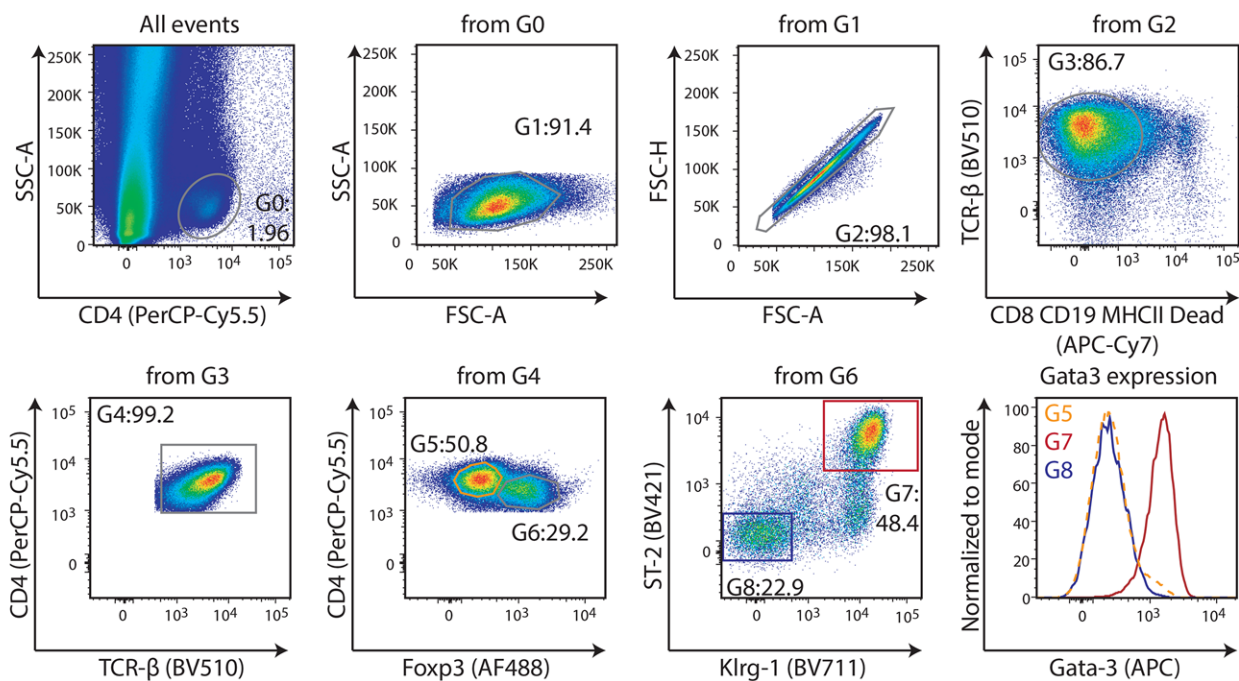 All events
SSC-A
250K
200K
150K
100K
50K
0
G0:
1.96
0 10³ 10⁴ 10⁵
CD4 (PerCP-Cy5.5)
from G0
SSC-A
250K
200K
150K
100K
50K
0
G1:91.4
50K 150K 250K
FSC-A
from G1
FSC-H
250K
200K
150K
100K
50K
0
G2:98.1
0 50K 150K 250K
FSC-A
from G2
TCR-β (BV510)
10⁵
10⁴
10³
0
G3:86.7
0 10³ 10⁴ 10⁵
CD8 CD19 MHCII Dead
(APC-Cy7)
from G3
CD4 (PerCP-Cy5.5)
10⁵
10⁴
10³
0
G4:99.2
0 10³ 10⁴ 10⁵
TCR-β (BV510)
from G4
CD4 (PerCP-Cy5.5)
10⁵
10⁴
10³
0
G5:50.8
G6:29.2
0 10³ 10⁴ 10⁵
Foxp3 (AF488)
from G6
ST-2 (BV421)
10⁴
10³
0
G7:
48.4
G8:22.9
0 10³ 10⁴ 10⁵
Klrg-1 (BV711)
Gata3 expression
Normalized to mode
100
80
60
40
20
0
G5
G7
G8
0 10³ 10⁴
Gata-3 (APC)